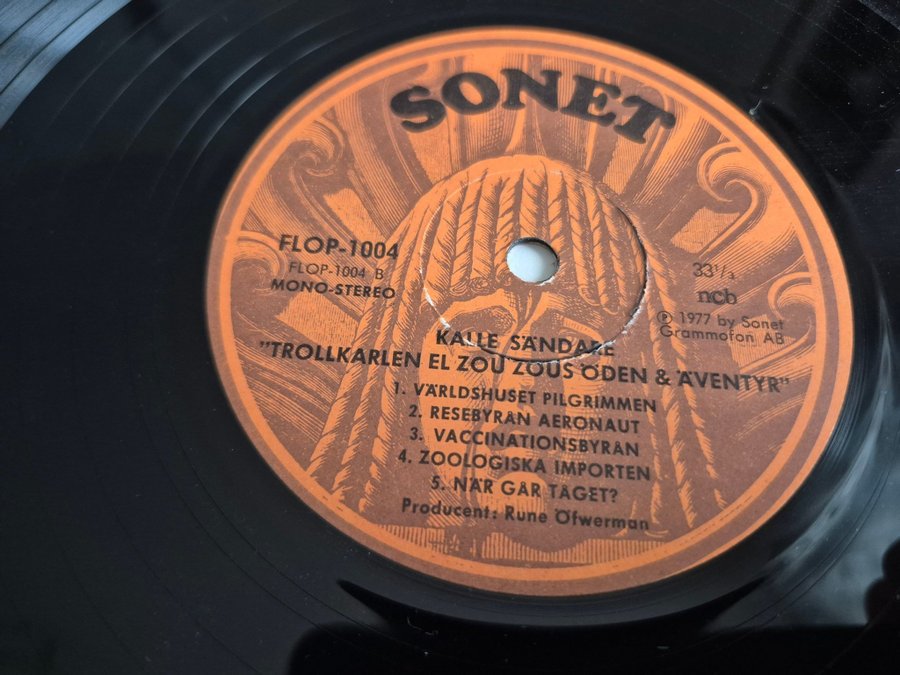 SONET
FLOP-1004
FLOP-1004 B
MONO-STEREO
33 1/3
ncb
℗ 1977 by Sonet
Grammofon AB
KALLE SÄNDARE
"TROLLKARLEN EL ZOU ZOUS ÖDEN & ÄVENTYR"
1. VÄRLDSHUSET PILGRIMMEN
2. RESEBYRÅN AERONAUT
3. VACCINATIONSBYRÅN
4. ZOOLOGISKA IMPORTEN
5. NÄR GÅR TÅGET?
Producent: Rune Öfwerman